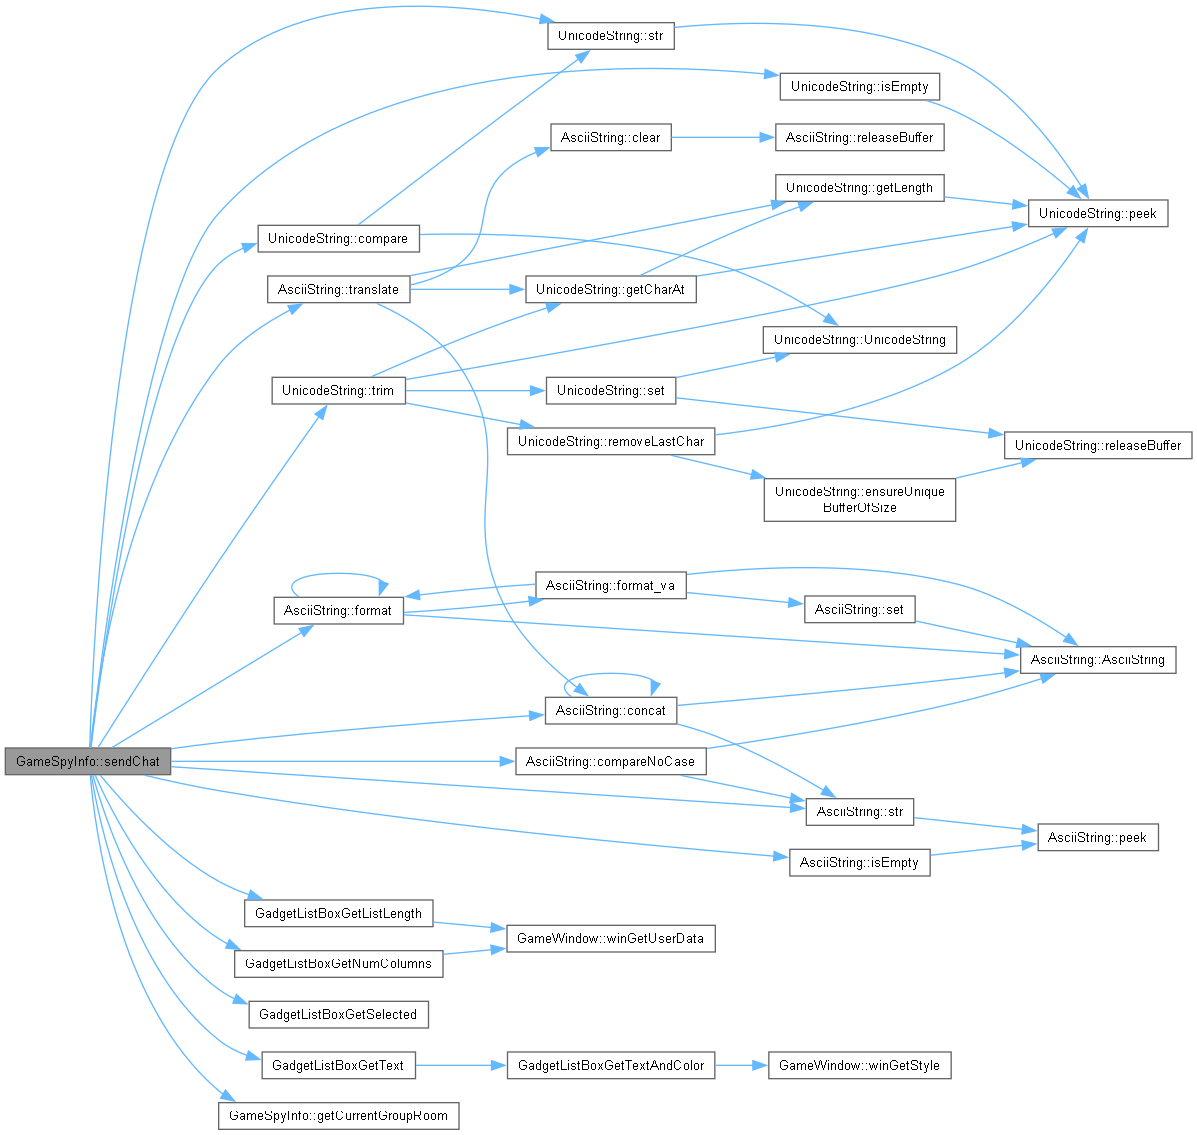 UnicodeString::str
UnicodeString::isEmpty
AsciiString::clear
AsciiString::releaseBuffer
UnicodeString::getLength
UnicodeString::peek
UnicodeString::compare
AsciiString::translate
UnicodeString::getCharAt
UnicodeString::UnicodeString
UnicodeString::trim
UnicodeString::set
UnicodeString::removeLastChar
UnicodeString::releaseBuffer
UnicodeString::ensureUnique
BufferOfSize
AsciiString::format_va
AsciiString::format
AsciiString::set
AsciiString::AsciiString
AsciiString::concat
GameSpyInfo::sendChat
AsciiString::compareNoCase
AsciiString::str
AsciiString::peek
AsciiString::isEmpty
GadgetListBoxGetListLength
GameWindow::winGetUserData
GadgetListBoxGetNumColumns
GadgetListBoxGetSelected
GadgetListBoxGetText
GadgetListBoxGetTextAndColor
GameWindow::winGetStyle
GameSpyInfo::getCurrentGroupRoom